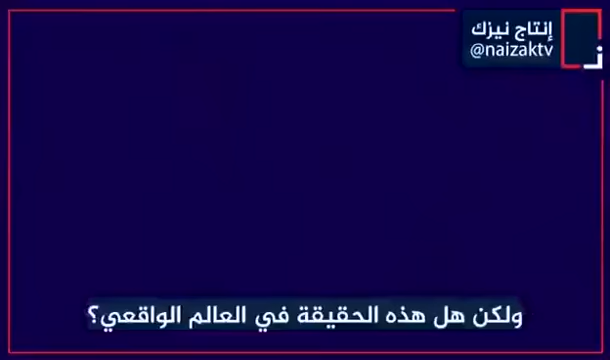 إنتاج نيزك
@naizaktv
ولكن هل هذه الحقيقة في العالم الواقعي؟